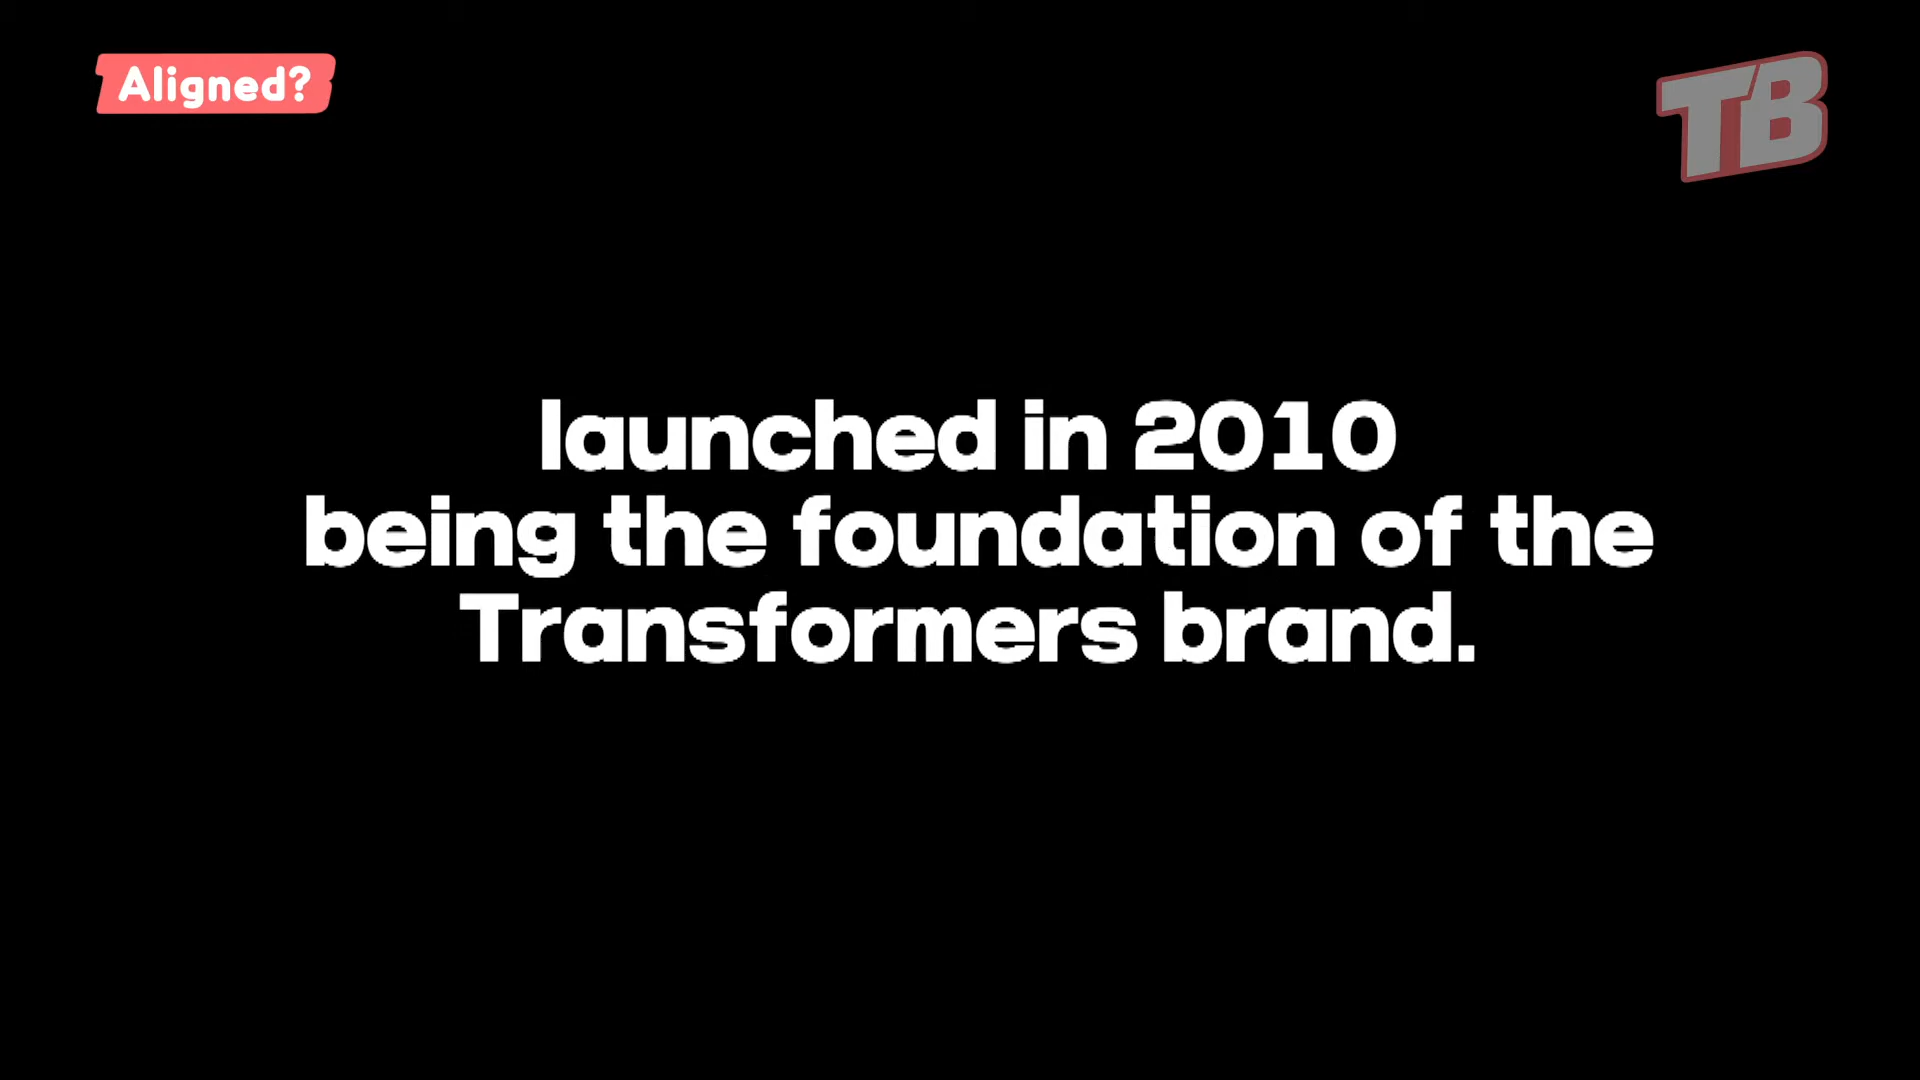 Aligned?
TB
launched in 2010
being the foundation of the
Transformers brand.